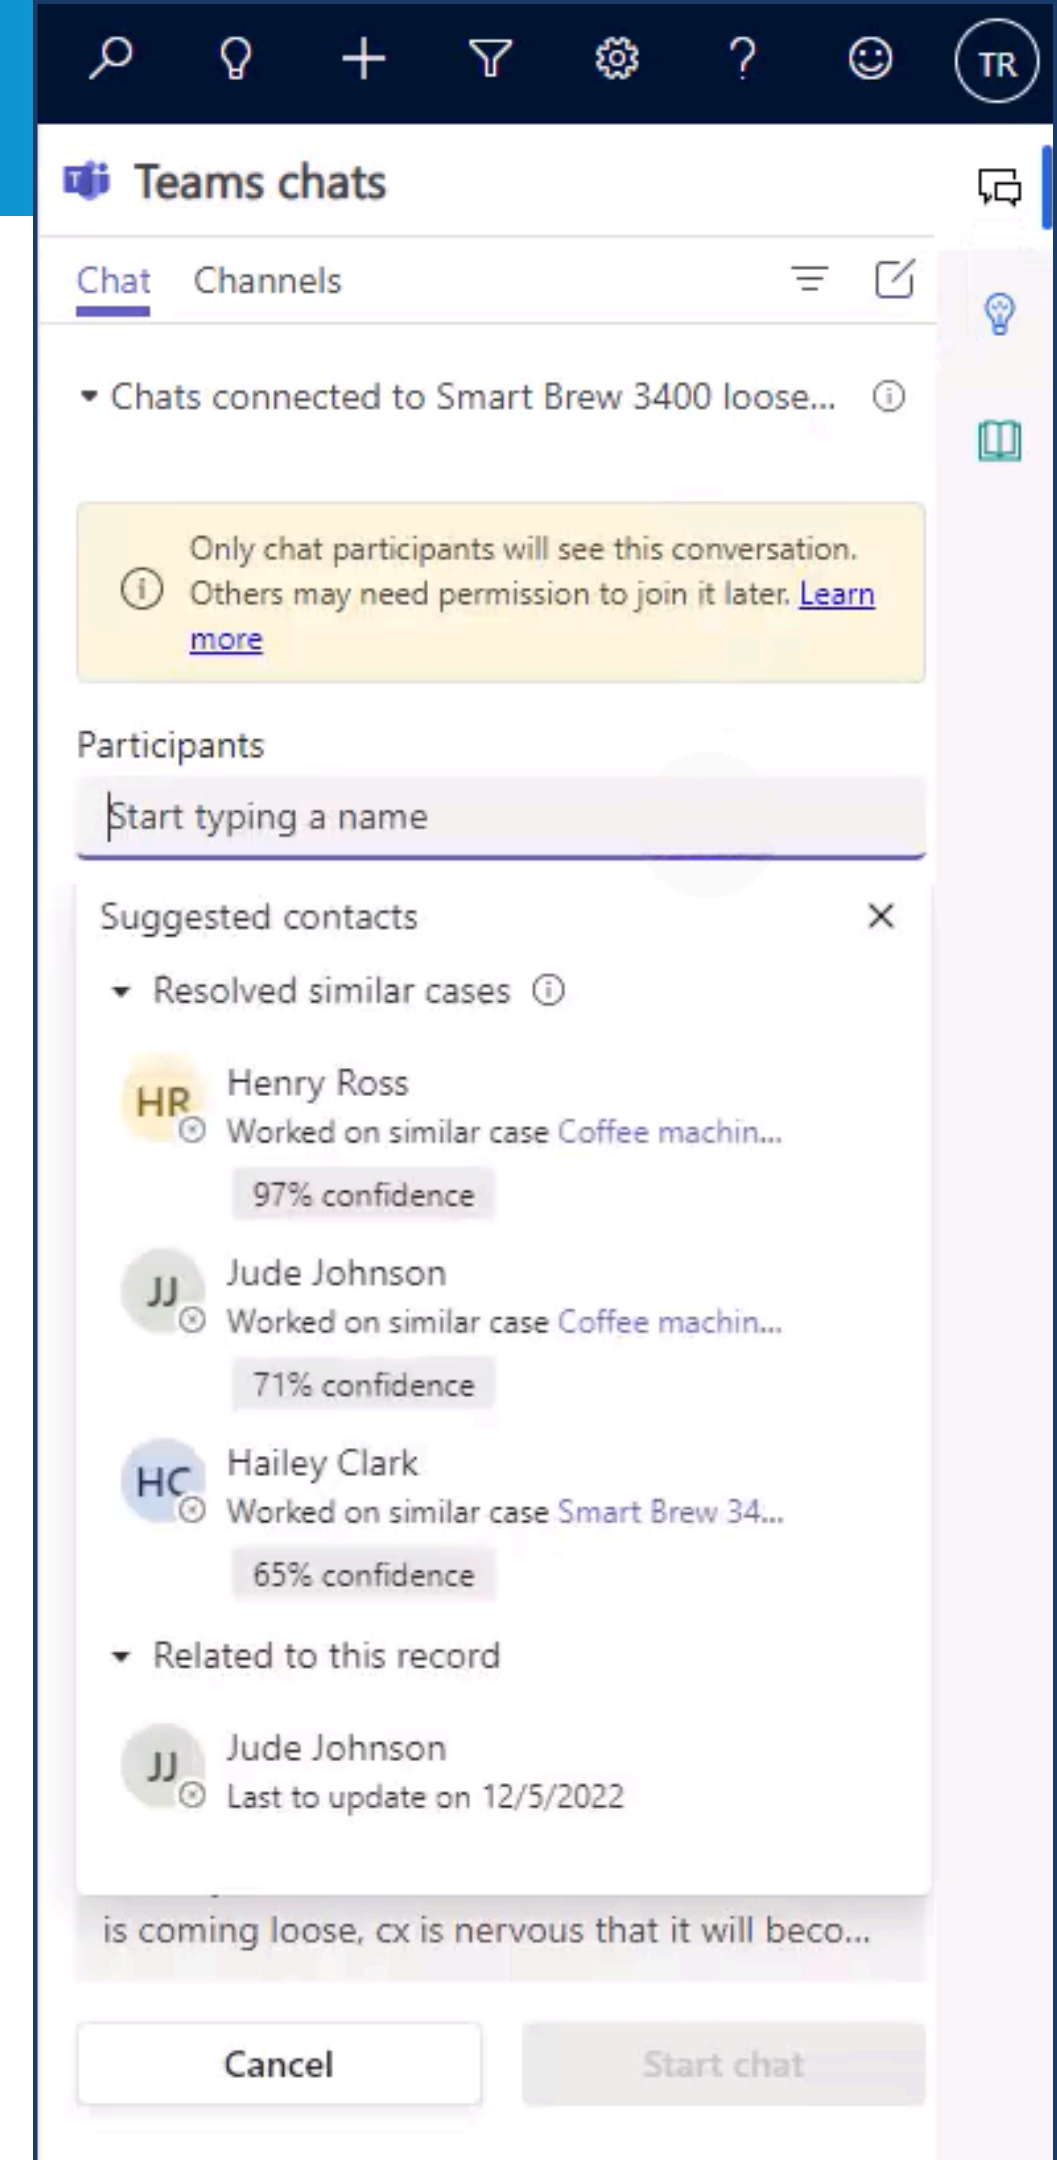 TR
Teams chats
Chat Channels
Chats connected to Smart Brew 3400 loose...
Only chat participants will see this conversation.
Others may need permission to join it later. Learn
more
Participants
Start typing a name
Suggested contacts
Resolved similar cases
HR Henry Ross
Worked on similar case Coffee machin...
97% confidence
JJ Jude Johnson
Worked on similar case Coffee machin...
71% confidence
HC Hailey Clark
Worked on similar case Smart Brew 34...
65% confidence
Related to this record
JJ Jude Johnson
Last to update on 12/5/2022
is coming loose, cx is nervous that it will beco...
Cancel Start chat